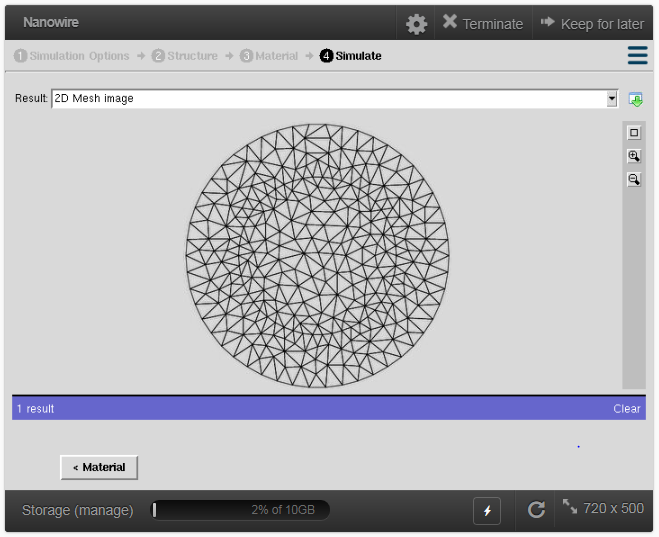 Nanowire
Terminate
Keep for later
1 Simulation Options
2 Structure
3 Material
4 Simulate
Result: 2D Mesh image
1 result
Clear
< Material
Storage (manage)
2% of 10GB
720 x 500